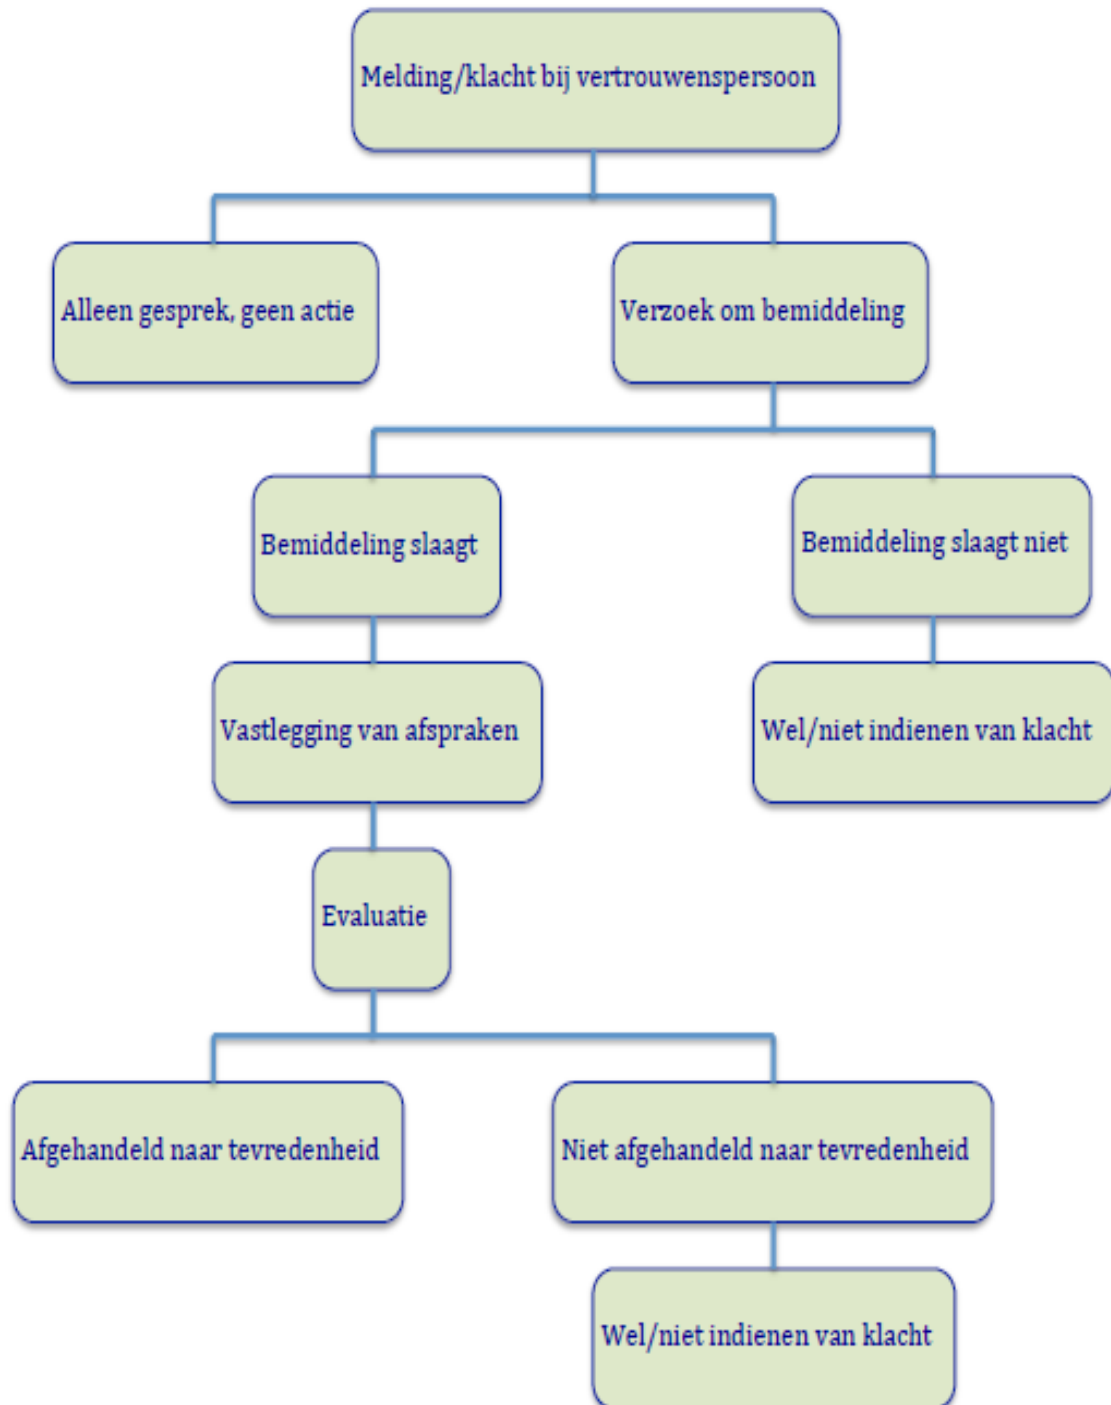 Melding/klacht bij vertrouwenspersoon
Alleen gesprek, geen actie
Verzoek om bemiddeling
Bemiddeling slaagt
Bemiddeling slaagt niet
Vastlegging van afspraken
Wel/niet indienen van klacht
Evaluatie
Afgehandeld naar tevredenheid
Niet afgehandeld naar tevredenheid
Wel/niet indienen van klacht